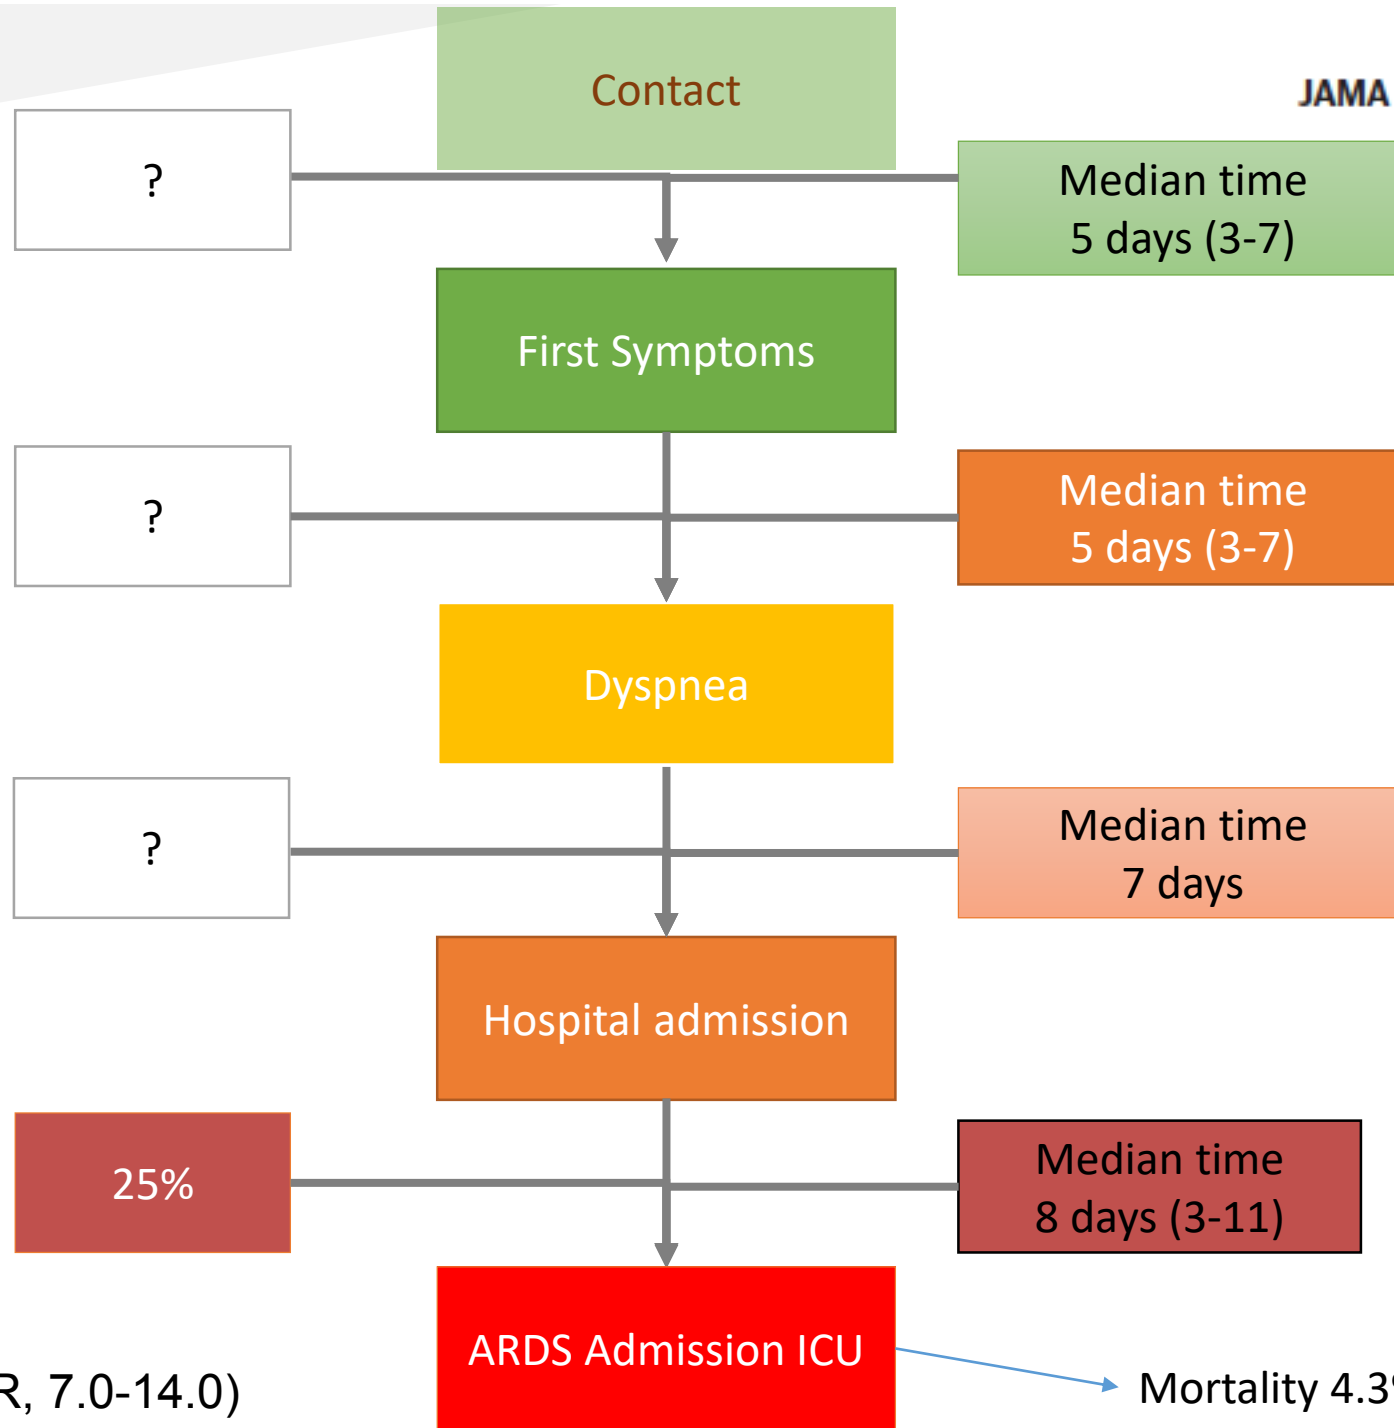 Contact
JAMA
?
Median time
5 days (3-7)
First Symptoms
?
Median time
5 days (3-7)
Dyspnea
?
Median time
7 days
Hospital admission
25%
Median time
8 days (3-11)
ARDS Admission ICU
R, 7.0-14.0)
Mortality 4.3